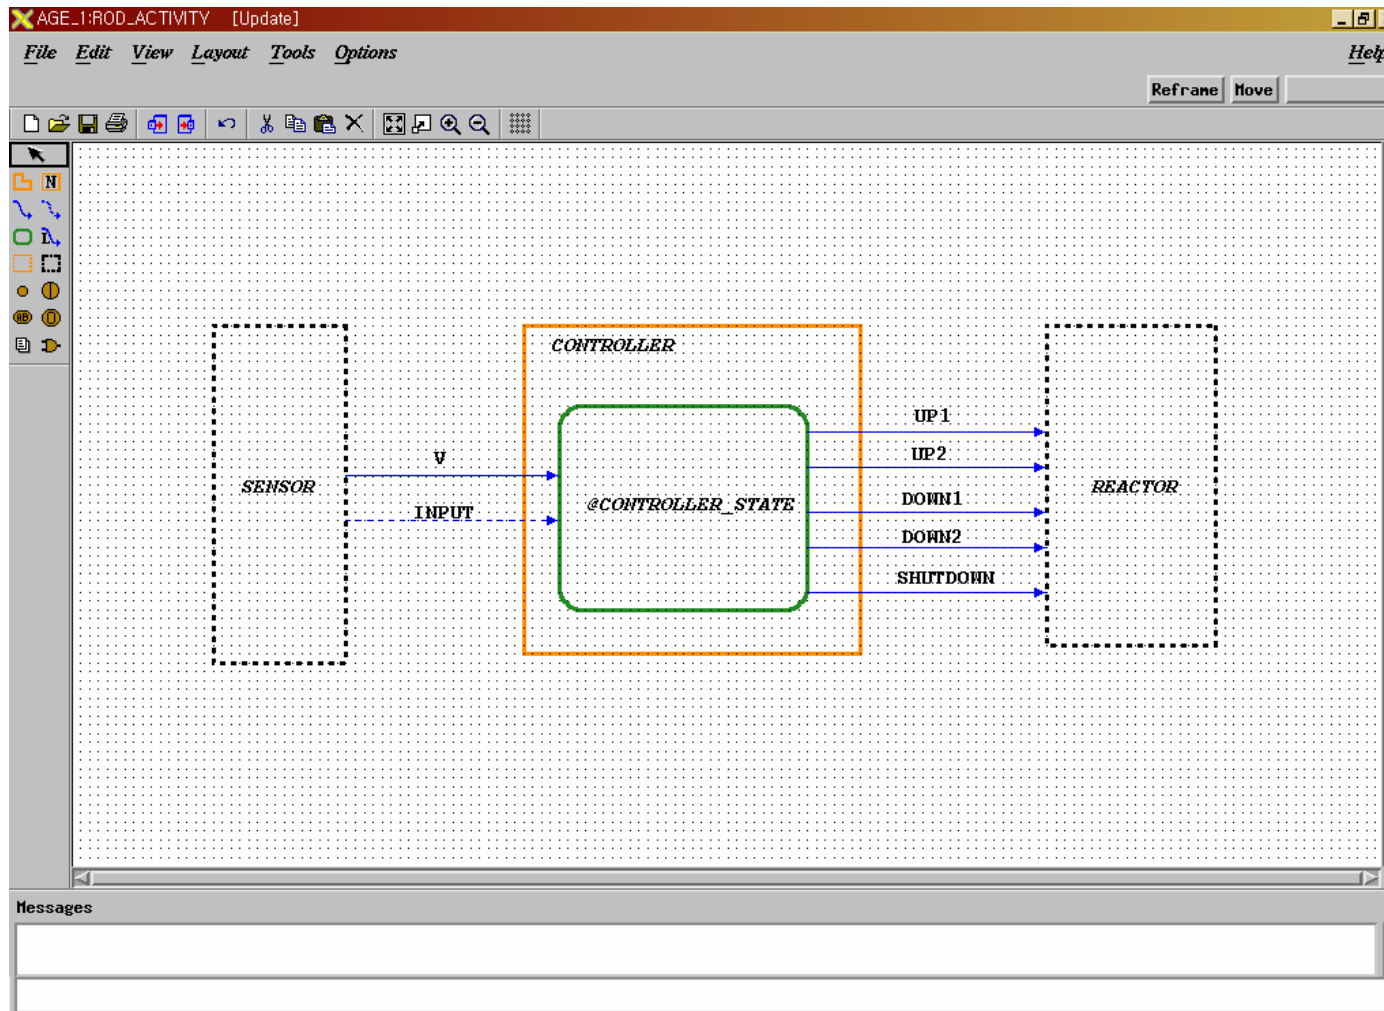 AGE_1:ROD_ACTIVITY [Update]
File Edit View Layout Tools Options Help
Reframe Move
N
L
AB
CONTROLLER
UP1
V
UP2
SENSOR
@CONTROLLER_STATE
REACTOR
INPUT
DOWN1
DOWN2
SHUTDOWN
Messages